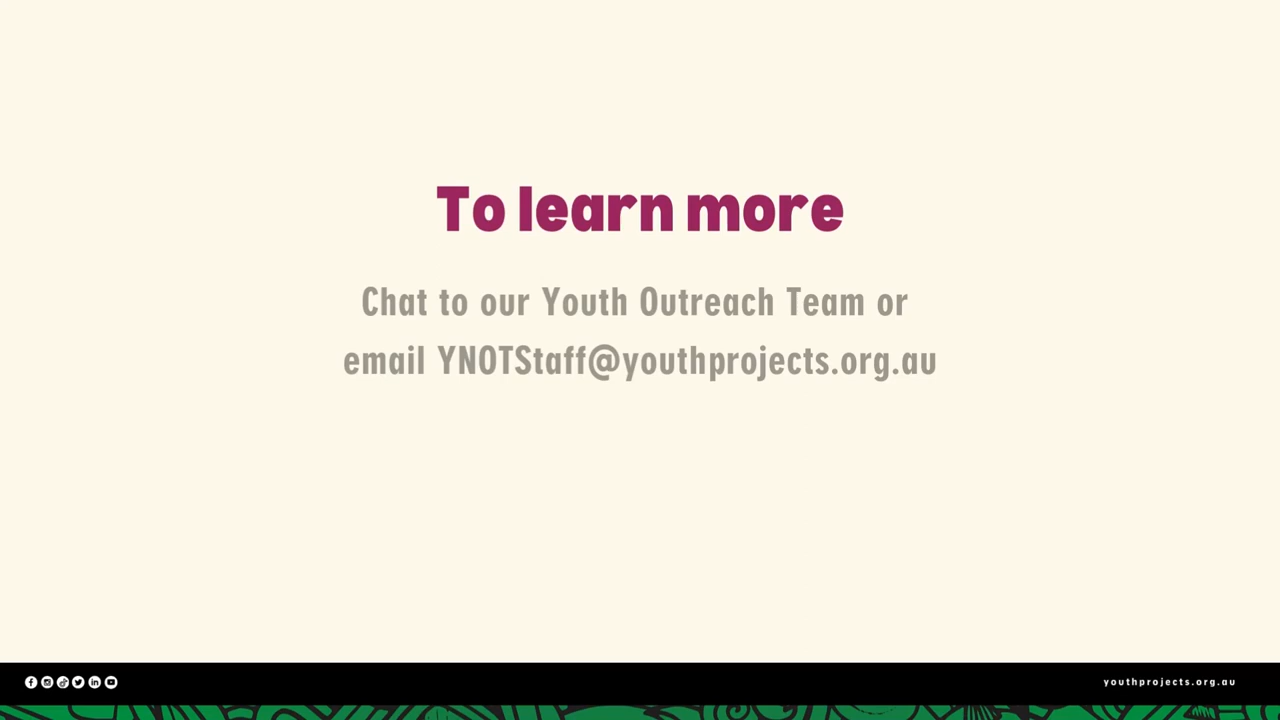 To learn more
Chat to our Youth Outreach Team or
email YNOTStaff@youthprojects.org.au
youthprojects.org.au